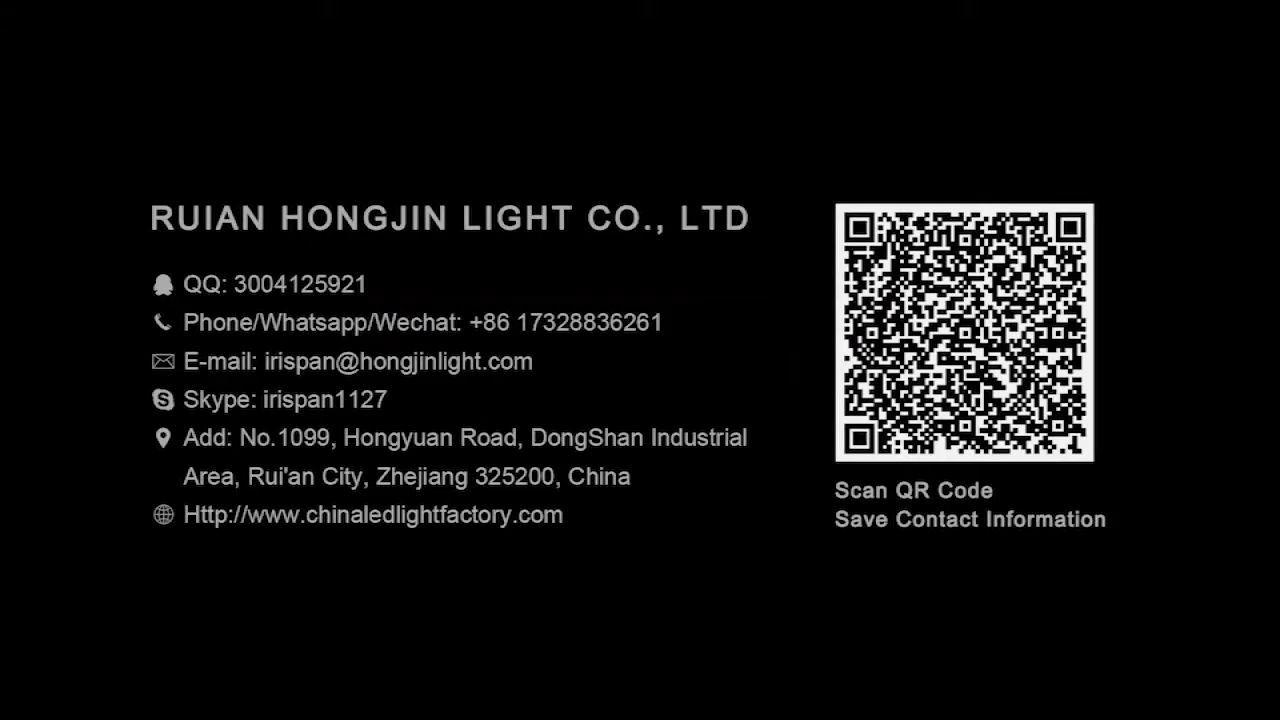 RUIAN HONGJIN LIGHT CO., LTD
QQ: 3004125921
Phone/Whatsapp/Wechat: +86 17328836261
E-mail: irispan@hongjinlight.com
Skype: irispan1127
Add: No.1099, Hongyuan Road, DongShan Industrial
Area, Rui'an City, Zhejiang 325200, China
Http://www.chinaledlightfactory.com
Scan QR Code
Save Contact Information